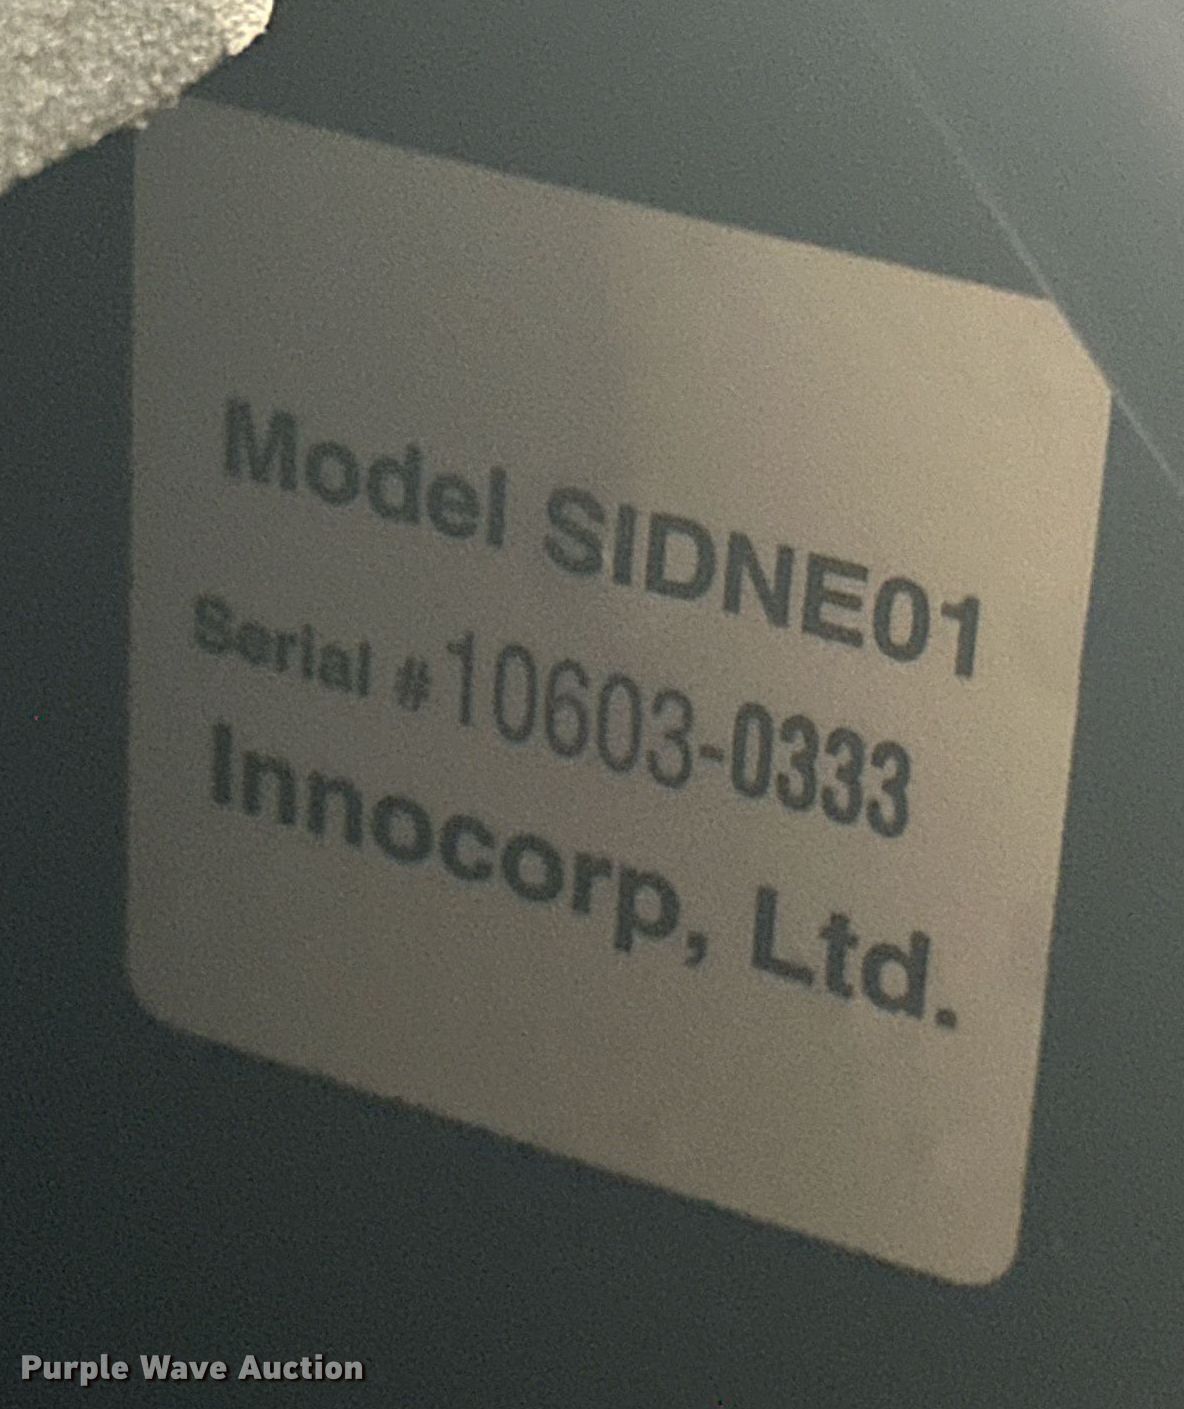 Model SIDNE01
Serial #10603-0333
Innocorp, Ltd.
Purple Wave Auction